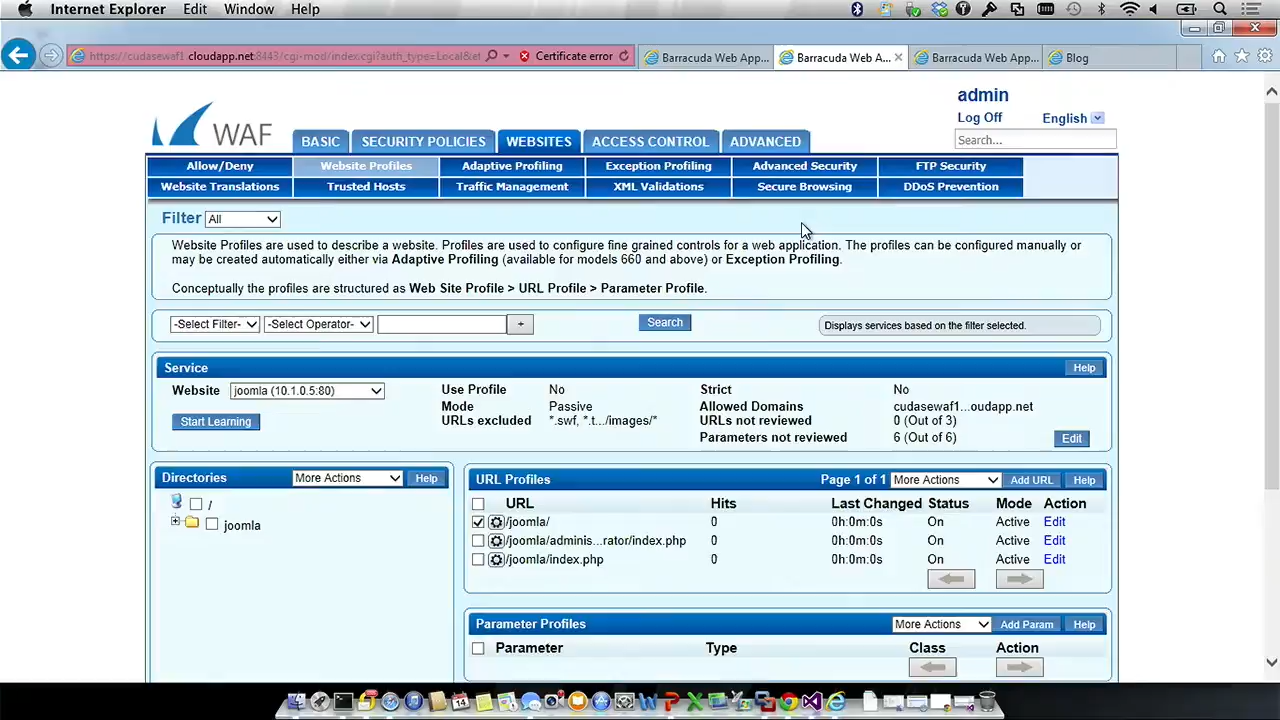 Internet Explorer Edit Window Help
https://cudasewaf1.cloudapp.net:8443/cgi-mod/index.cgi?auth_type=Local&et Certificate error
Barracuda Web App...
Barracuda Web A...
Barracuda Web App...
Blog
admin
Log Off English
Search...
WAF
BASIC SECURITY POLICIES WEBSITES ACCESS CONTROL ADVANCED
Allow/Deny Website Profiles Adaptive Profiling Exception Profiling Advanced Security FTP Security
Website Translations Trusted Hosts Traffic Management XML Validations Secure Browsing DDoS Prevention
Filter All
Website Profiles are used to describe a website. Profiles are used to configure fine grained controls for a web application. The profiles can be configured manually or
may be created automatically either via Adaptive Profiling (available for models 660 and above) or Exception Profiling.
Conceptually the profiles are structured as Web Site Profile > URL Profile > Parameter Profile.
-Select Filter- -Select Operator- + Search Displays services based on the filter selected.
Service Help
Website joomla (10.1.0.5:80) Use Profile No Strict No
Mode Passive Allowed Domains cudasewaf1...oudapp.net
Start Learning URLs excluded *.swf, *.t.../images/* URLs not reviewed 0 (Out of 3)
Parameters not reviewed 6 (Out of 6) Edit
Directories More Actions Help
/
joomla
URL Profiles Page 1 of 1 More Actions Add URL Help
URL Hits Last Changed Status Mode Action
/joomla/ 0 0h:0m:0s On Active Edit
/joomla/adminis...rator/index.php 0 0h:0m:0s On Active Edit
/joomla/index.php 0 0h:0m:0s On Active Edit
Parameter Profiles More Actions Add Param Help
Parameter Type Class Action